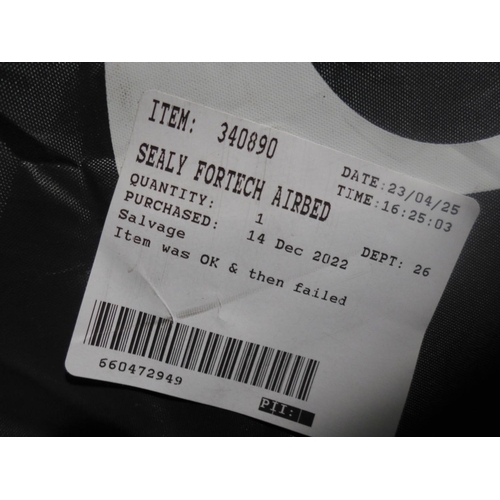 ITEM: 340890
SEALY FORTECH AIRBED
DATE:23/04/25
TIME:16:25:03
QUANTITY: 1
PURCHASED: 14 Dec 2022
DEPT: 26
Salvage
Item was OK & then failed
660472949
PII: